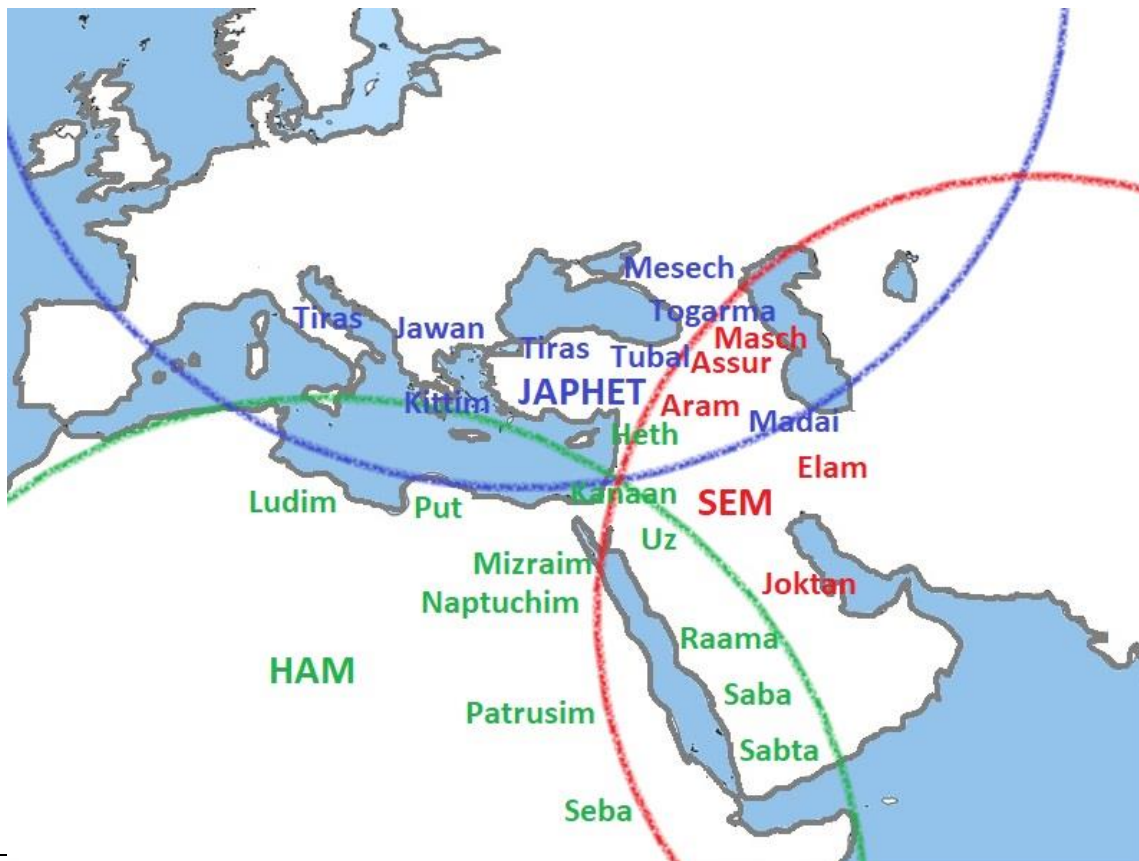 Mesech
Togarma
Tiras
Jawan
Tiras
Tubal
Masch
Assur
JAPHET
Kittim
Aram
Madai
Heth
Elam
Kanaan
SEM
Ludim
Put
Uz
Mizraim
Naptuchim
Joktan
Raama
HAM
Saba
Patrusim
Sabta
Seba